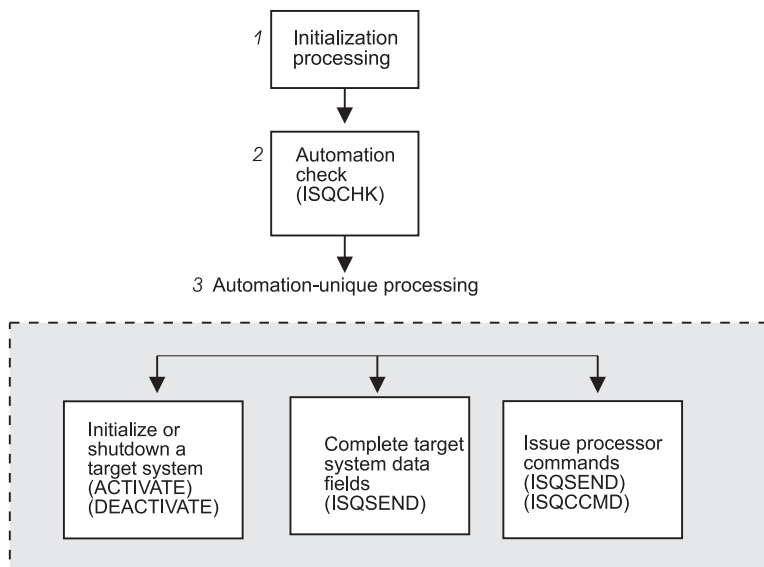 1 Initialization
processing
2 Automation
check
(ISQCHK)
3 Automation-unique processing
Initialize or
shutdown a
target system
(ACTIVATE)
(DEACTIVATE)
Complete target
system data
fields
(ISQSEND)
Issue processor
commands
(ISQSEND)
(ISQCCMD)